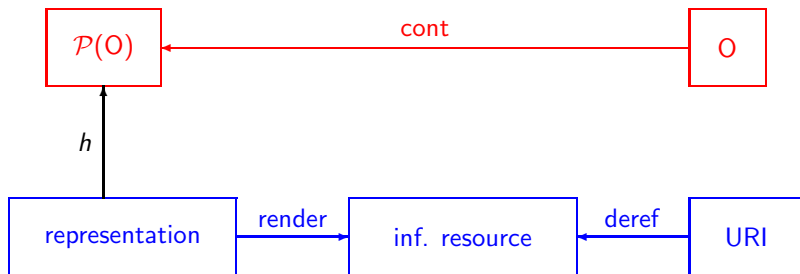 cont
𝒫(O)
O
h
render
deref
representation
inf. resource
URI